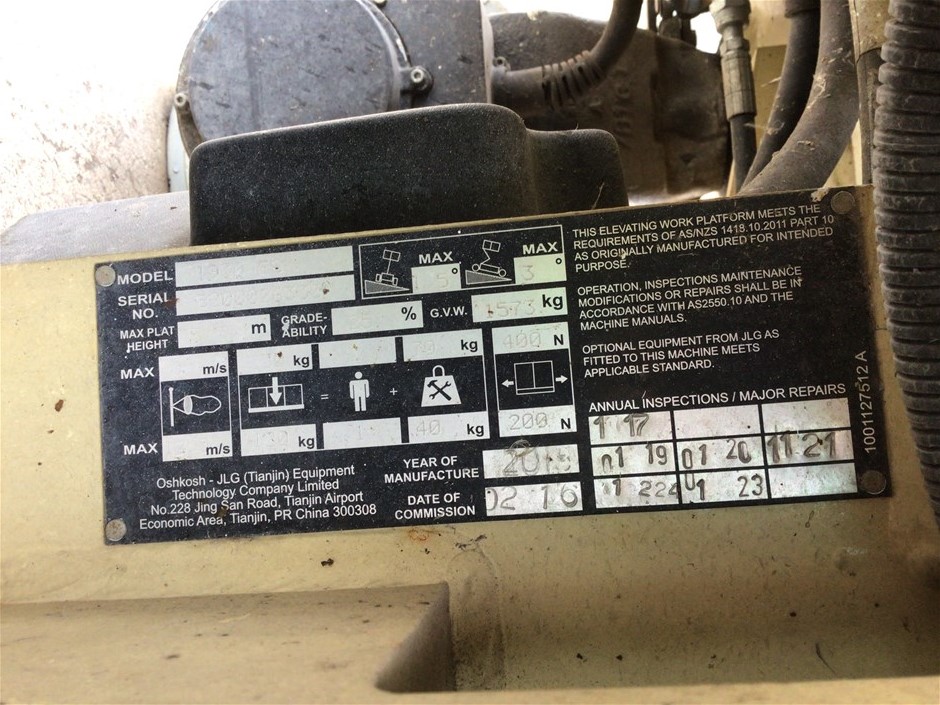 MODEL
SERIAL
NO.
MAX PLAT
HEIGHT
m
GRADE-
ABILITY
%
G.V.W.
kg
MAX
5°
MAX
3°
MAX
m/s
kg
kg
400 N
=
+
MAX
m/s
kg
1
40 kg
200 N
Oshkosh - JLG (Tianjin) Equipment
Technology Company Limited
No.228 Jing San Road, Tianjin Airport
Economic Area, Tianjin, PR China 300308
YEAR OF
MANUFACTURE
2015
DATE OF
COMMISSION
02 16
THIS ELEVATING WORK PLATFORM MEETS THE
REQUIREMENTS OF AS/NZS 1418.10.2011 PART 10
AS ORIGINALLY MANUFACTURED FOR INTENDED
PURPOSE.
OPERATION, INSPECTIONS MAINTENANCE
MODIFICATIONS OR REPAIRS SHALL BE IN
ACCORDANCE WITH AS2550.10 AND THE
MACHINE MANUALS.
OPTIONAL EQUIPMENT FROM JLG AS
FITTED TO THIS MACHINE MEETS
APPLICABLE STANDARD.
ANNUAL INSPECTIONS / MAJOR REPAIRS
1 17
01 19 01 20 11 21
01 23
1001127512 A